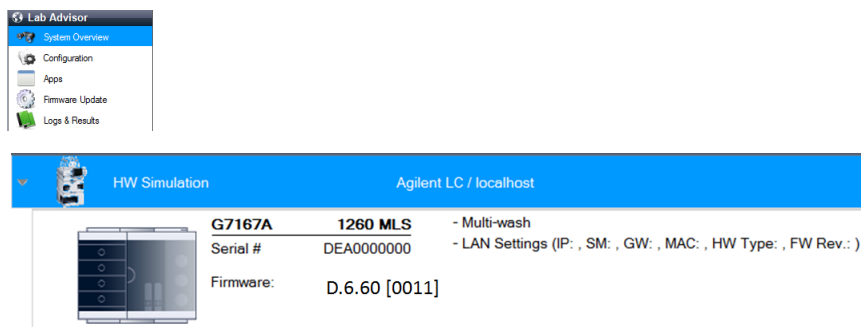 Lab Advisor
System Overview
Configuration
Apps
Firmware Update
Logs & Results
HW Simulation Agilent LC / localhost
G7167A 1260 MLS - Multi-wash
Serial # DEA0000000 - LAN Settings (IP: , SM: , GW: , MAC: , HW Type: , FW Rev.: )
Firmware: D.6.60 [0011]